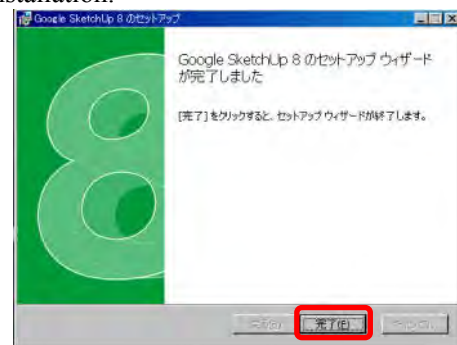 nstallation.
Google SketchUp 8 のセットアップ
Google SketchUp 8 のセットアップ ウィザード
が完了しました
[完了] をクリックすると、セットアップ ウィザードが終了します。
8
完了(F)